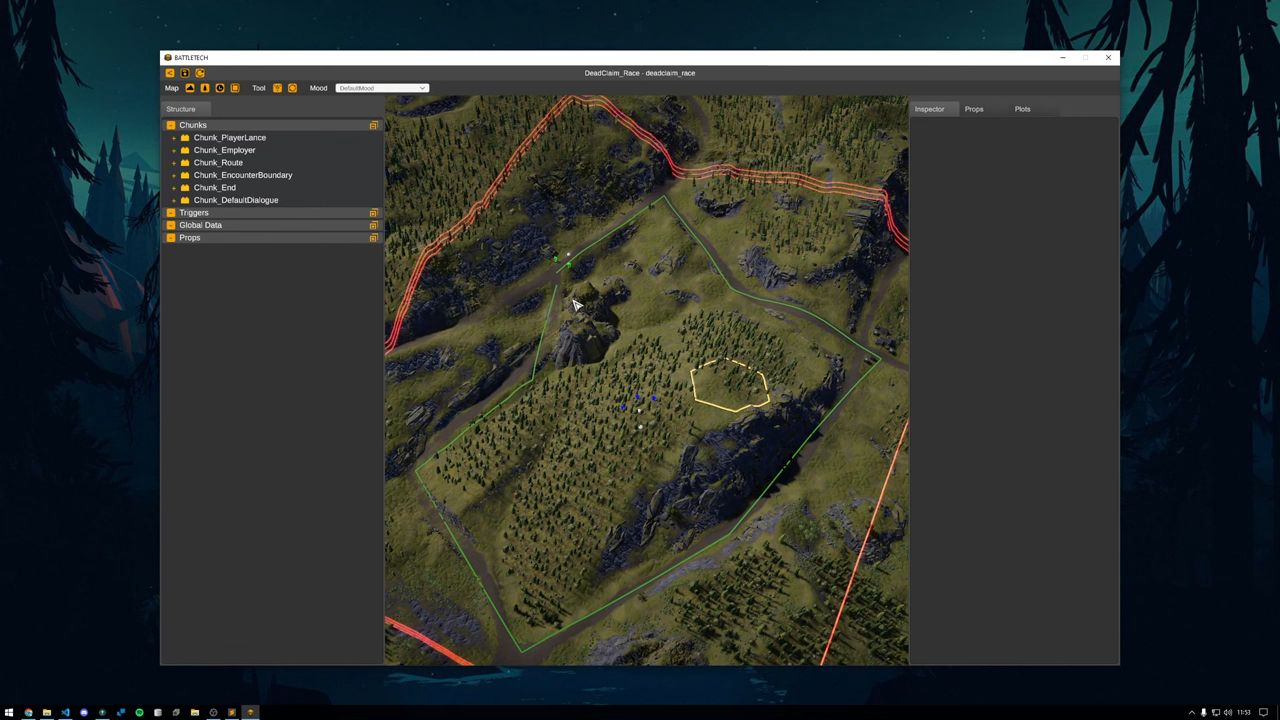 BATTLETECH
DeadClaim_Race - deadclaim_race
Map Tool Mood DefaultMood
Structure
Chunks
Chunk_PlayerLance
Chunk_Employer
Chunk_Route
Chunk_EncounterBoundary
Chunk_End
Chunk_DefaultDialogue
Triggers
Global Data
Props
Inspector Props Plots
11:53